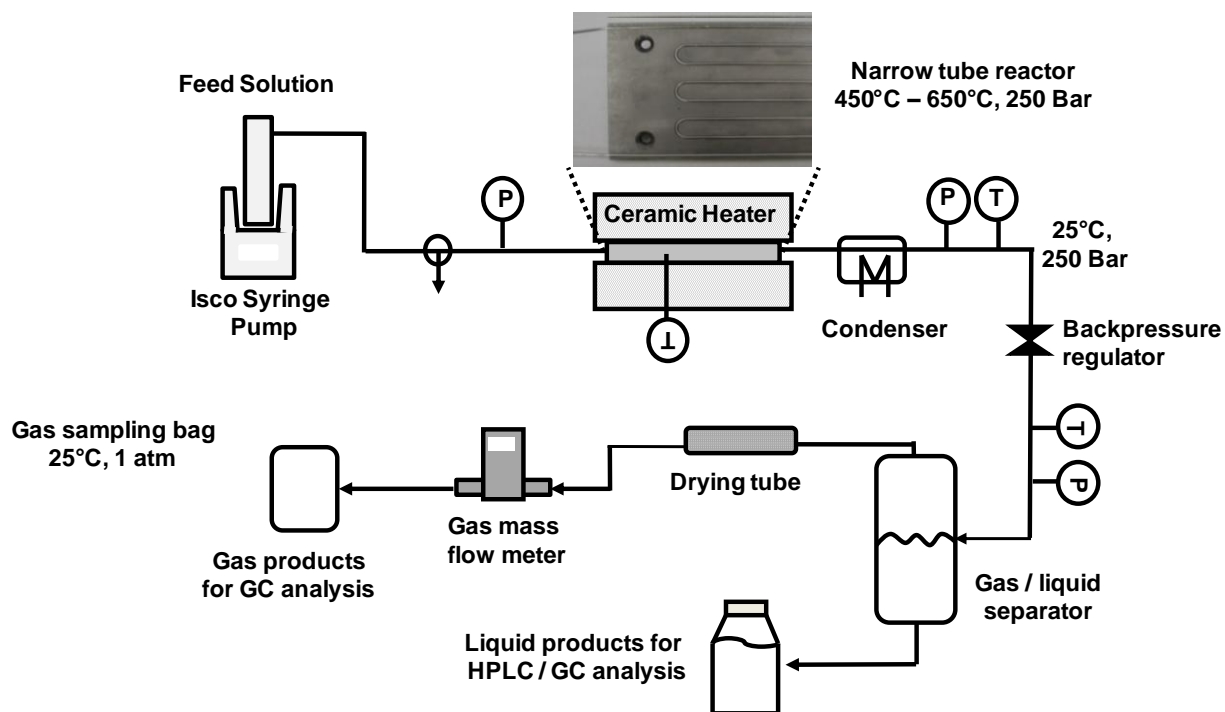 Feed Solution
Narrow tube reactor
450°C – 650°C, 250 Bar
P
Ceramic Heater
P
T
25°C,
250 Bar
Isco Syringe
Pump
T
Condenser
Backpressure
regulator
Gas sampling bag
25°C, 1 atm
T
Drying tube
P
Gas mass
flow meter
Gas products
for GC analysis
Gas / liquid
separator
Liquid products for
HPLC / GC analysis